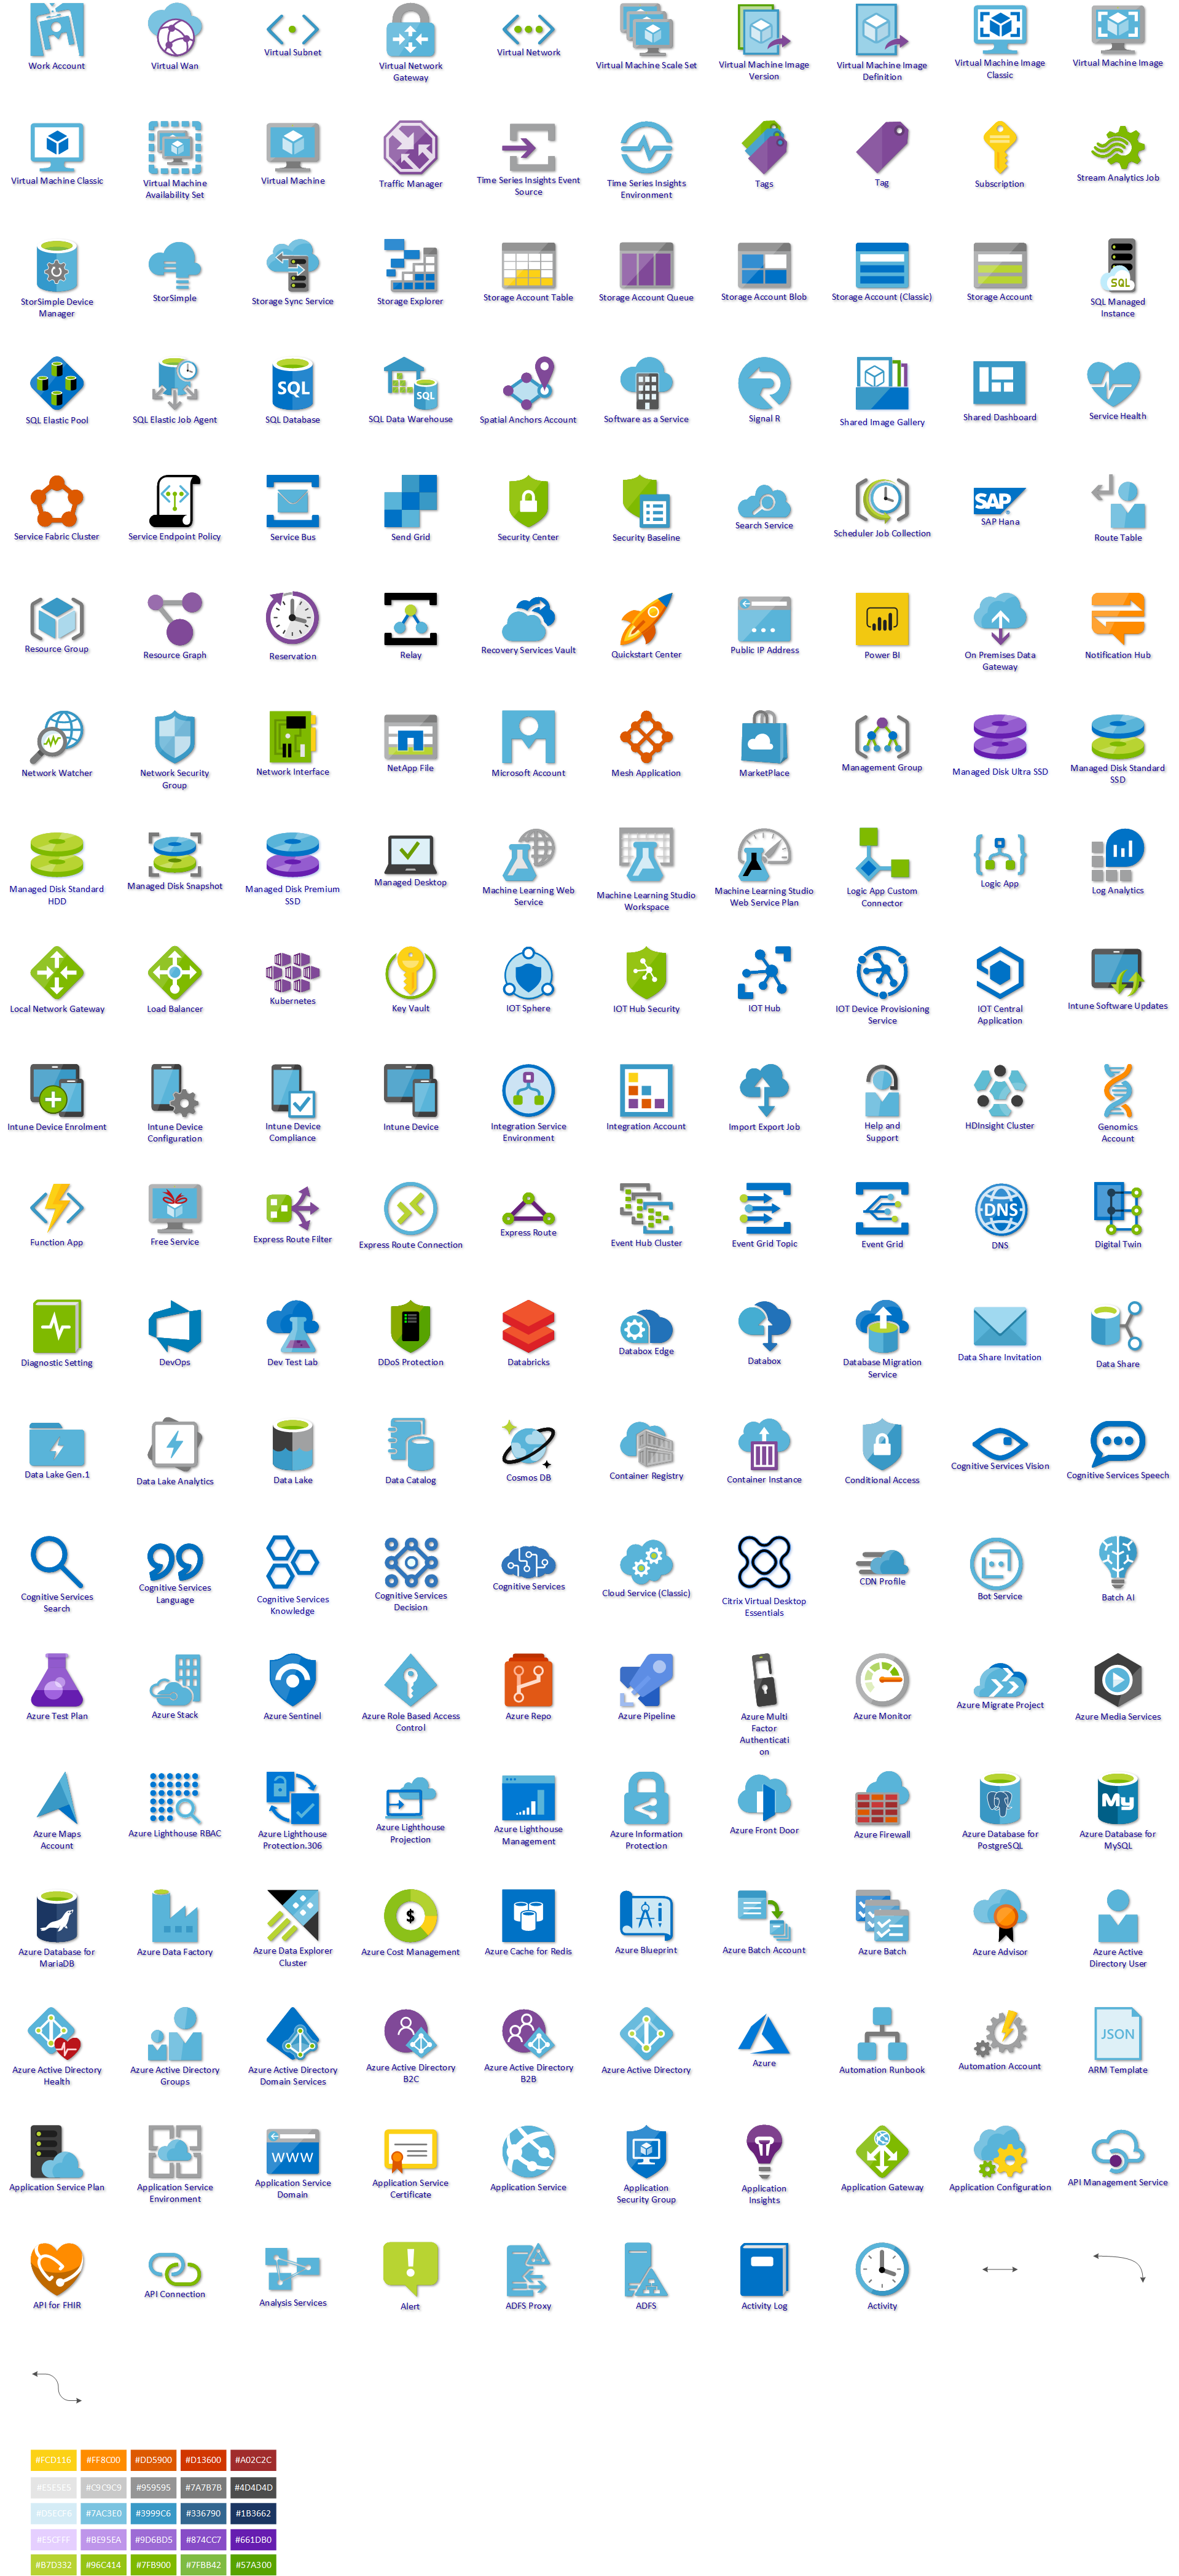 Work Account
Virtual Wan
Virtual Subnet
Virtual Network
Gateway
Virtual Network
Virtual Machine Scale Set
Virtual Machine Image
Version
Virtual Machine Image
Definition
Virtual Machine Image
Classic
Virtual Machine Image
Virtual Machine Classic
Virtual Machine
Availability Set
Virtual Machine
Traffic Manager
Time Series Insights Event
Source
Time Series Insights
Environment
Tags
Tag
Subscription
Stream Analytics Job
StorSimple Device
Manager
StorSimple
Storage Sync Service
Storage Explorer
Storage Account Table
Storage Account Queue
Storage Account Blob
Storage Account (Classic)
Storage Account
SQL
SQL Managed
Instance
SQL Elastic Pool
SQL Elastic Job Agent
SQL
SQL Database
SQL
SQL Data Warehouse
Spatial Anchors Account
Software as a Service
Signal R
Shared Image Gallery
Shared Dashboard
Service Health
Service Fabric Cluster
Service Endpoint Policy
Service Bus
Send Grid
Security Center
Security Baseline
Search Service
Scheduler Job Collection
SAP
SAP Hana
Route Table
Resource Group
Resource Graph
Reservation
Relay
Recovery Services Vault
Quickstart Center
Public IP Address
Power BI
On Premises Data
Gateway
Notification Hub
Network Watcher
Network Security
Group
Network Interface
NetApp File
Microsoft Account
Mesh Application
MarketPlace
Management Group
Managed Disk Ultra SSD
Managed Disk Standard
SSD
Managed Disk Standard
HDD
Managed Disk Snapshot
Managed Disk Premium
SSD
Managed Desktop
Machine Learning Web
Service
Machine Learning Studio
Workspace
Machine Learning Studio
Web Service Plan
Logic App Custom
Connector
Logic App
Log Analytics
Local Network Gateway
Load Balancer
Kubernetes
Key Vault
IOT Sphere
IOT Hub Security
IOT Hub
IOT Device Provisioning
Service
IOT Central
Application
Intune Software Updates
Intune Device Enrolment
Intune Device
Configuration
Intune Device
Compliance
Intune Device
Integration Service
Environment
Integration Account
Import Export Job
Help and
Support
HDInsight Cluster
Genomics
Account
Function App
Free Service
Express Route Filter
Express Route Connection
Express Route
Event Hub Cluster
Event Grid Topic
Event Grid
DNS
DNS
Digital Twin
Diagnostic Setting
DevOps
Dev Test Lab
DDoS Protection
Databricks
Databox Edge
Databox
Database Migration
Service
Data Share Invitation
Data Share
Data Lake Gen.1
Data Lake Analytics
Data Lake
Data Catalog
Cosmos DB
Container Registry
Container Instance
Conditional Access
Cognitive Services Vision
Cognitive Services Speech
Cognitive Services
Search
Cognitive Services
Language
Cognitive Services
Knowledge
Cognitive Services
Decision
Cognitive Services
Cloud Service (Classic)
Citrix Virtual Desktop
Essentials
CDN Profile
Bot Service
Batch AI
Azure Test Plan
Azure Stack
Azure Sentinel
Azure Role Based Access
Control
Azure Repo
Azure Pipeline
Azure Multi
Factor
Authenticati
on
Azure Monitor
Azure Migrate Project
Azure Media Services
Azure Maps
Account
Azure Lighthouse RBAC
Azure Lighthouse
Protection.306
Azure Lighthouse
Projection
Azure Lighthouse
Management
Azure Information
Protection
Azure Front Door
Azure Firewall
Azure Database for
PostgreSQL
My
Azure Database for
MySQL
Azure Database for
MariaDB
Azure Data Factory
Azure Data Explorer
Cluster
$
Azure Cost Management
Azure Cache for Redis
Azure Blueprint
Azure Batch Account
Azure Batch
Azure Advisor
Azure Active
Directory User
Azure Active Directory
Health
Azure Active Directory
Groups
Azure Active Directory
Domain Services
Azure Active Directory
B2C
Azure Active Directory
B2B
Azure Active Directory
Azure
Automation Runbook
Automation Account
JSON
ARM Template
Application Service Plan
Application Service
Environment
WWW
Application Service
Domain
Application Service
Certificate
Application Service
Application
Security Group
Application
Insights
Application Gateway
Application Configuration
API Management Service
API for FHIR
API Connection
Analysis Services
!
Alert
ADFS Proxy
ADFS
Activity Log
Activity
#FCD116 #FF8C00 #DD5900 #D13600 #A02C2C
#E5E5E5 #C9C9C9 #959595 #7A7B7B #4D4D4D
#7AC3E0 #3999C6 #336790 #1B3662
#E5CFFF #BE95EA #9D6BD5 #874CC7 #661DB0
#B7D332 #96C414 #7FB900 #7FBB42 #57A300